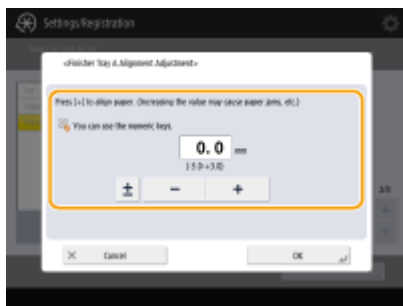 Settings/Registration
<Finisher Tray A Alignment Adjustment>
Press [+] to align paper. (Increasing the value may cause paper jams, etc.)
You can use the numeric keys.
0.0 mm
(-3.0-+3.0)
± − +
Cancel
OK